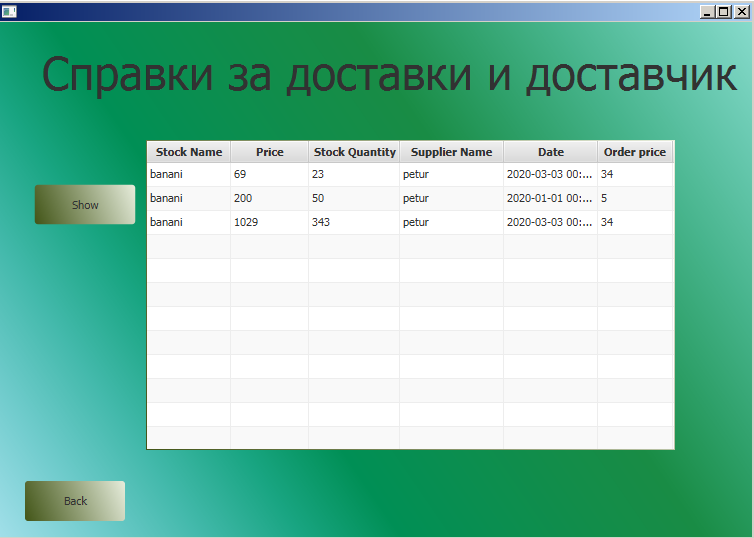 Справки за доставки и доставчик
Stock Name Price Stock Quantity Supplier Name Date Order price
banani 69 23 petur 2020-03-03 00:... 34
Show
banani 200 50 petur 2020-01-01 00:... 5
banani 1029 343 petur 2020-03-03 00:... 34
Back